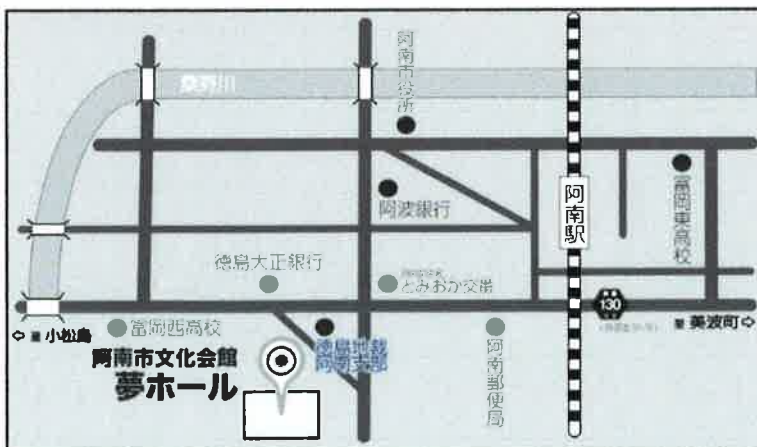 桑野川
阿南市役所
阿波銀行
阿南駅
富岡東高校
徳島大正銀行
とみおか交番
130
小松島
富岡西高校
徳島地裁
阿南支部
阿南郵便局
美波町
阿南市文化会館
夢ホール